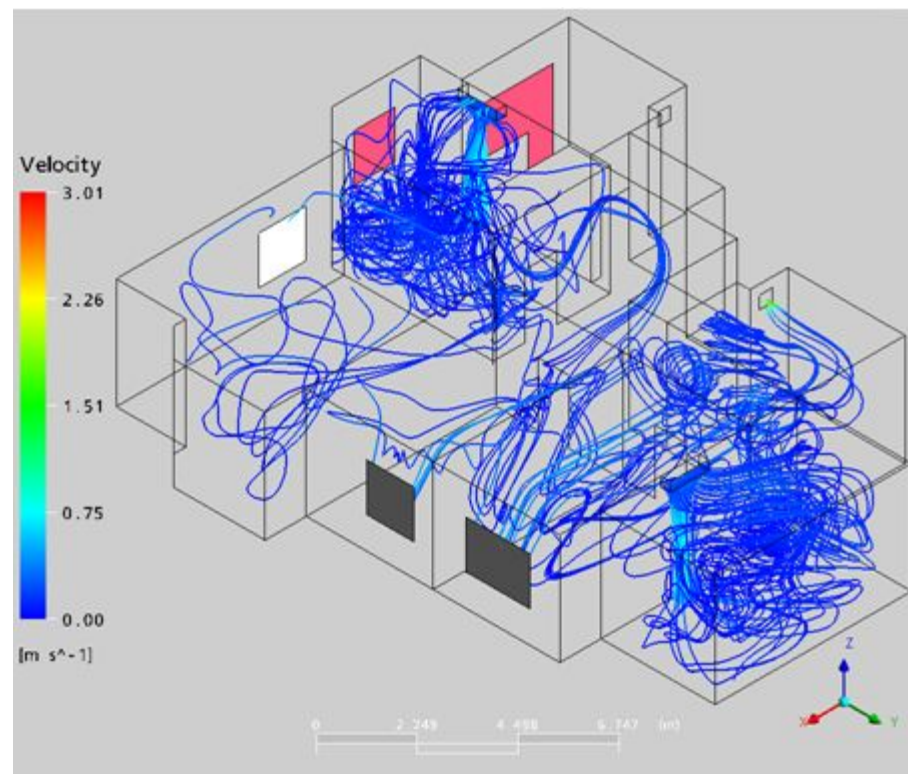 Velocity
3.01
2.26
1.51
0.75
0.00
[m s^-1]
0 2.249 4.498 6.747 (m)
Z
X
Y